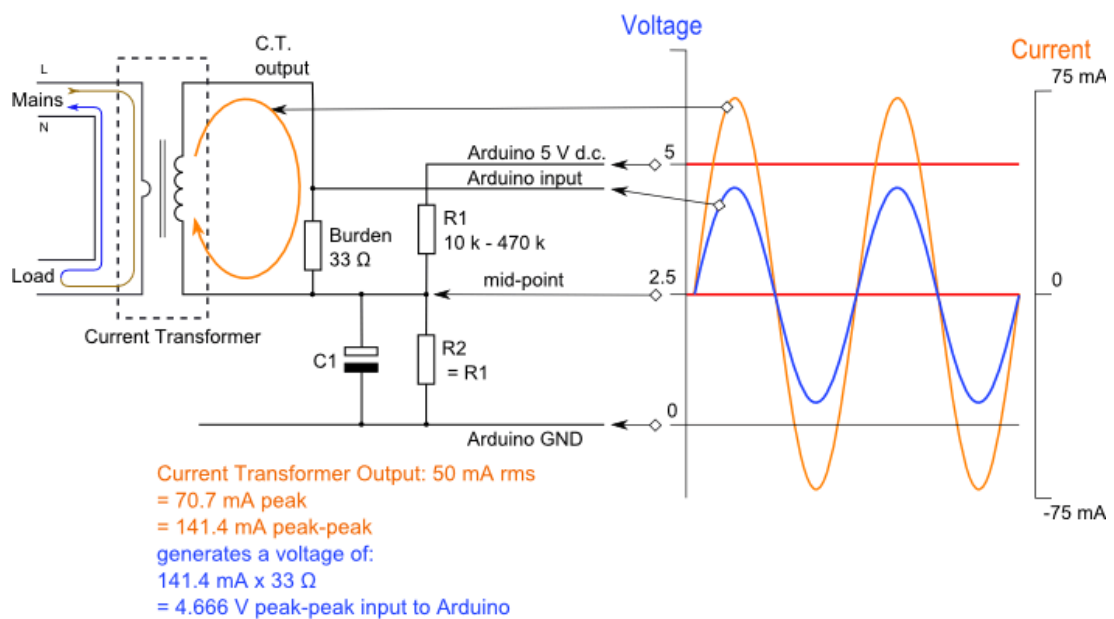 Voltage
C.T.
output
Current
75 mA
L
Mains
N
Arduino 5 V d.c.
5
Arduino input
R1
10 k - 470 k
Burden
33 Ω
mid-point
2.5
0
Load
Current Transformer
C1
R2
= R1
0
Arduino GND
-75 mA
Current Transformer Output: 50 mA rms
= 70.7 mA peak
= 141.4 mA peak-peak
generates a voltage of:
141.4 mA x 33 Ω
= 4.666 V peak-peak input to Arduino